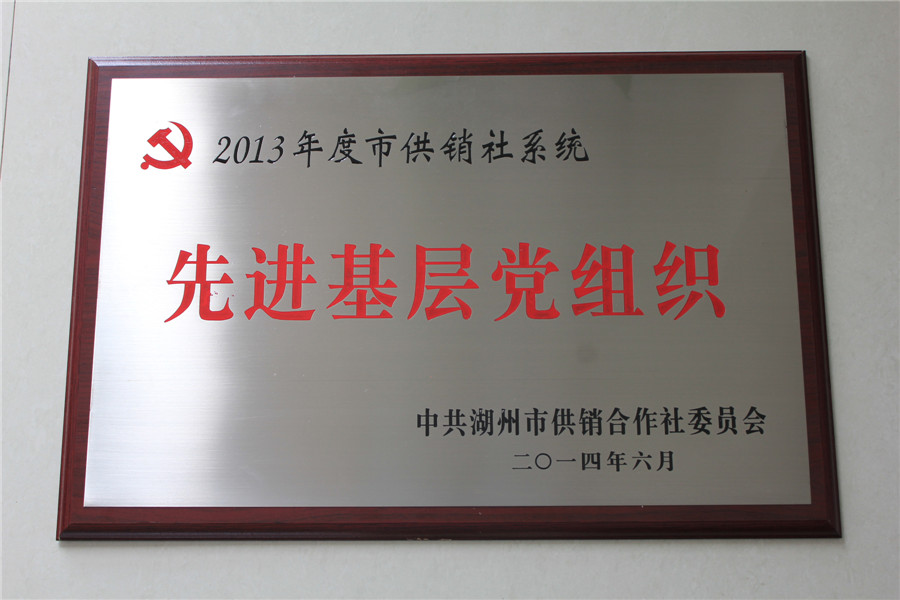 2013年度市供销社系统
先进基层党组织
中共湖州市供销合作社委员会
二〇一四年六月